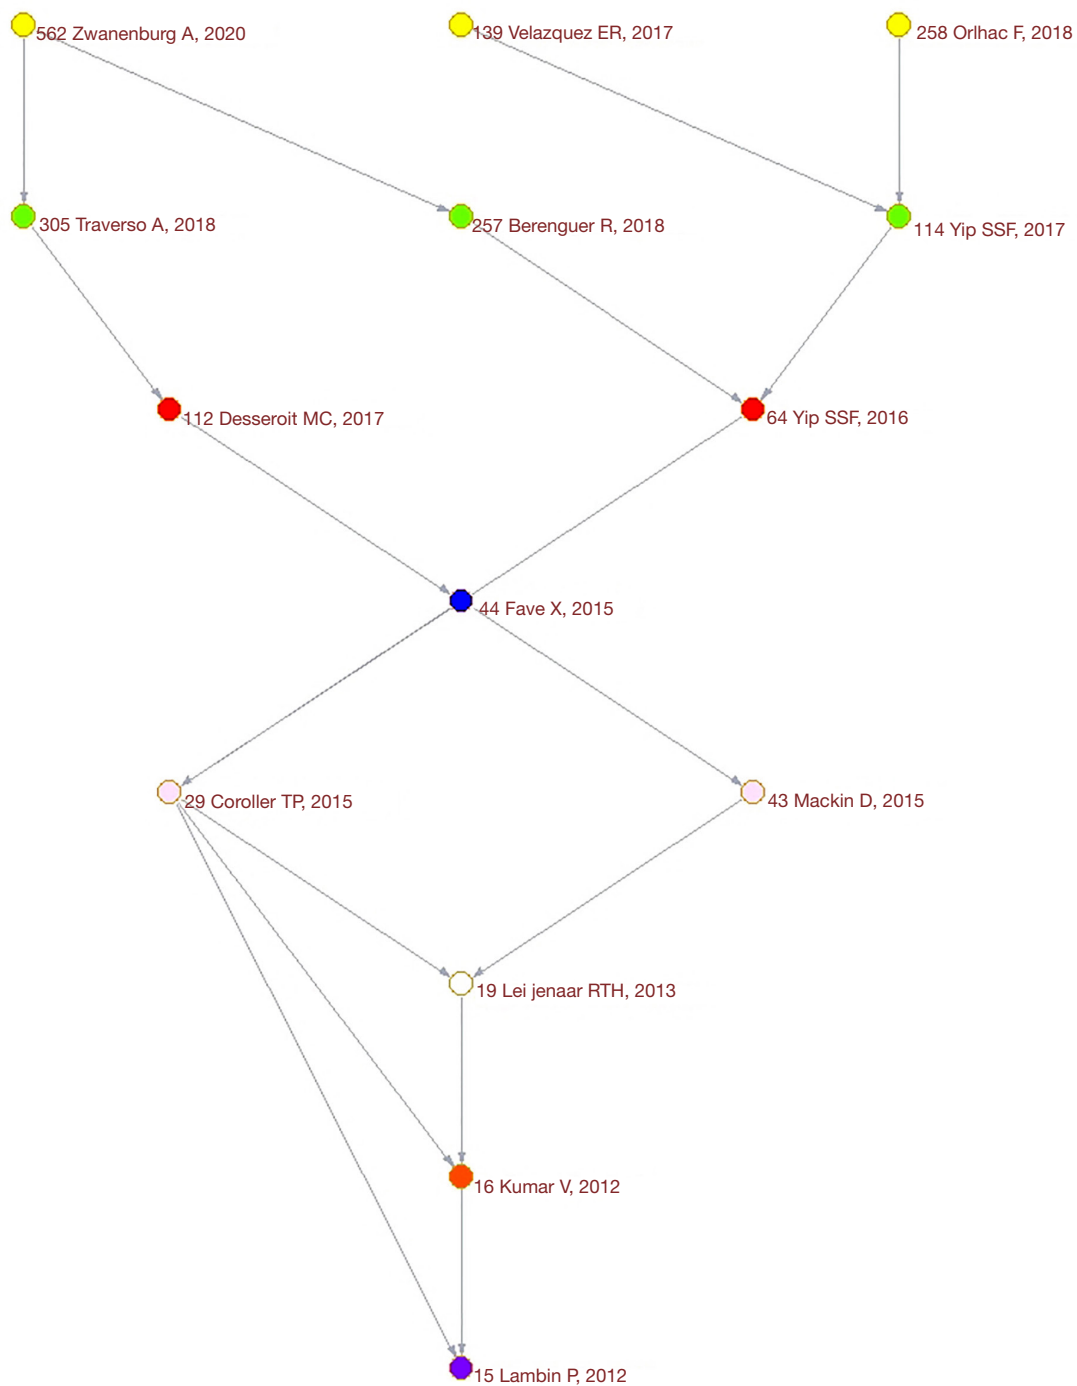 562 Zwanenburg A, 2020
139 Velazquez ER, 2017
258 Orlhac F, 2018
305 Traverso A, 2018
257 Berenguer R, 2018
114 Yip SSF, 2017
112 Desseroit MC, 2017
64 Yip SSF, 2016
44 Fave X, 2015
29 Coroller TP, 2015
43 Mackin D, 2015
19 Lei jenaar RTH, 2013
16 Kumar V, 2012
15 Lambin P, 2012